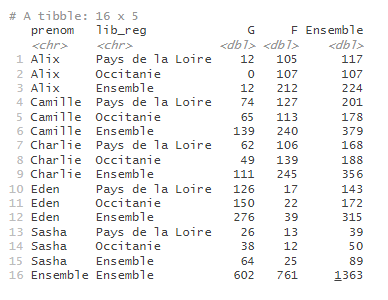 # A tibble: 16 x 5
prenom lib_reg G F Ensemble
<chr> <chr> <dbl> <dbl> <dbl>
1 Alix Pays de la Loire 12 105 117
2 Alix Occitanie 0 107 107
3 Alix Ensemble 12 212 224
4 Camille Pays de la Loire 74 127 201
5 Camille Occitanie 65 113 178
6 Camille Ensemble 139 240 379
7 Charlie Pays de la Loire 62 106 168
8 Charlie Occitanie 49 139 188
9 Charlie Ensemble 111 245 356
10 Eden Pays de la Loire 126 17 143
11 Eden Occitanie 150 22 172
12 Eden Ensemble 276 39 315
13 Sasha Pays de la Loire 26 13 39
14 Sasha Occitanie 38 12 50
15 Sasha Ensemble 64 25 89
16 Ensemble Ensemble 602 761 1363